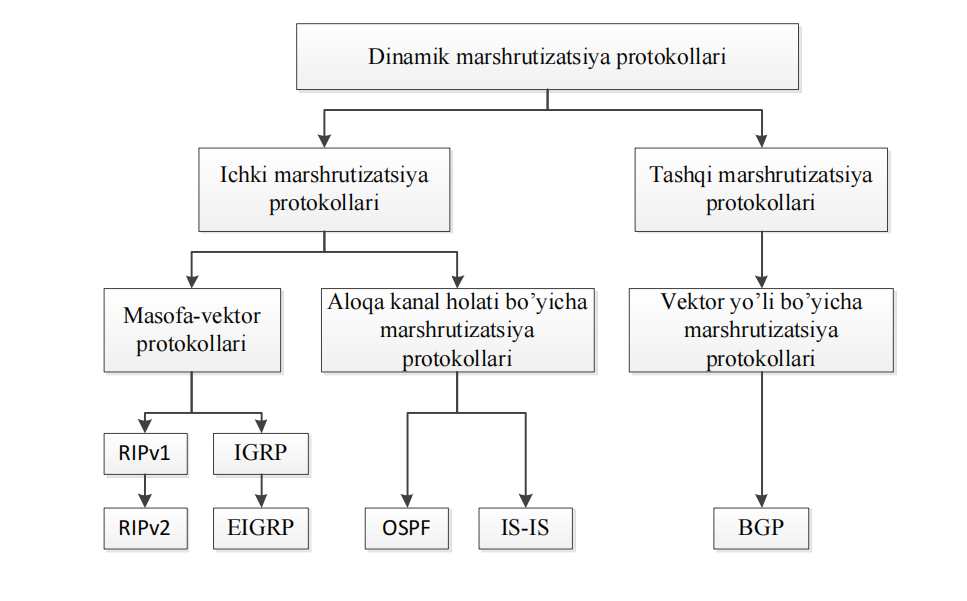 Dinamik marshrutizatsiya protokollari
Ichki marshrutizatsiya
protokollari
Tashqi marshrutizatsiya
protokollari
Masofa-vektor
protokollari
Aloqa kanal holati bo’yicha
marshrutizatsiya
protokollari
Vektor yo’li bo’yicha
marshrutizatsiya
protokollari
RIPv1
IGRP
RIPv2
EIGRP
OSPF
IS-IS
BGP